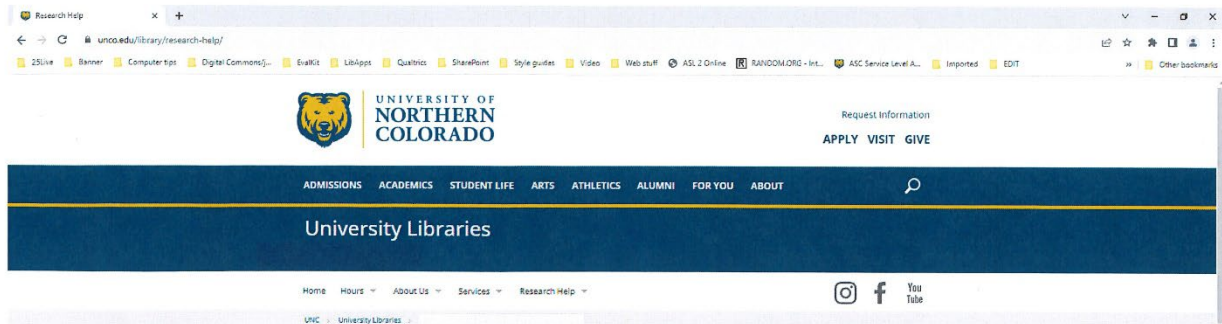 Research Help
unco.edu/library/research-help/
25Live Banner Computer tips Digital Commons/j... EvalKit LibApps Qualtrics SharePoint Style guides Video Web stuff ASL 2 Online R RANDOM.ORG - Int... ASC Service Level A... Imported EDIT » Other bookmarks
UNIVERSITY OF
NORTHERN
COLORADO
Request Information
APPLY VISIT GIVE
ADMISSIONS ACADEMICS STUDENT LIFE ARTS ATHLETICS ALUMNI FOR YOU ABOUT
University Libraries
Home Hours About Us Services Research Help
You
Tube
UNC > University Libraries >